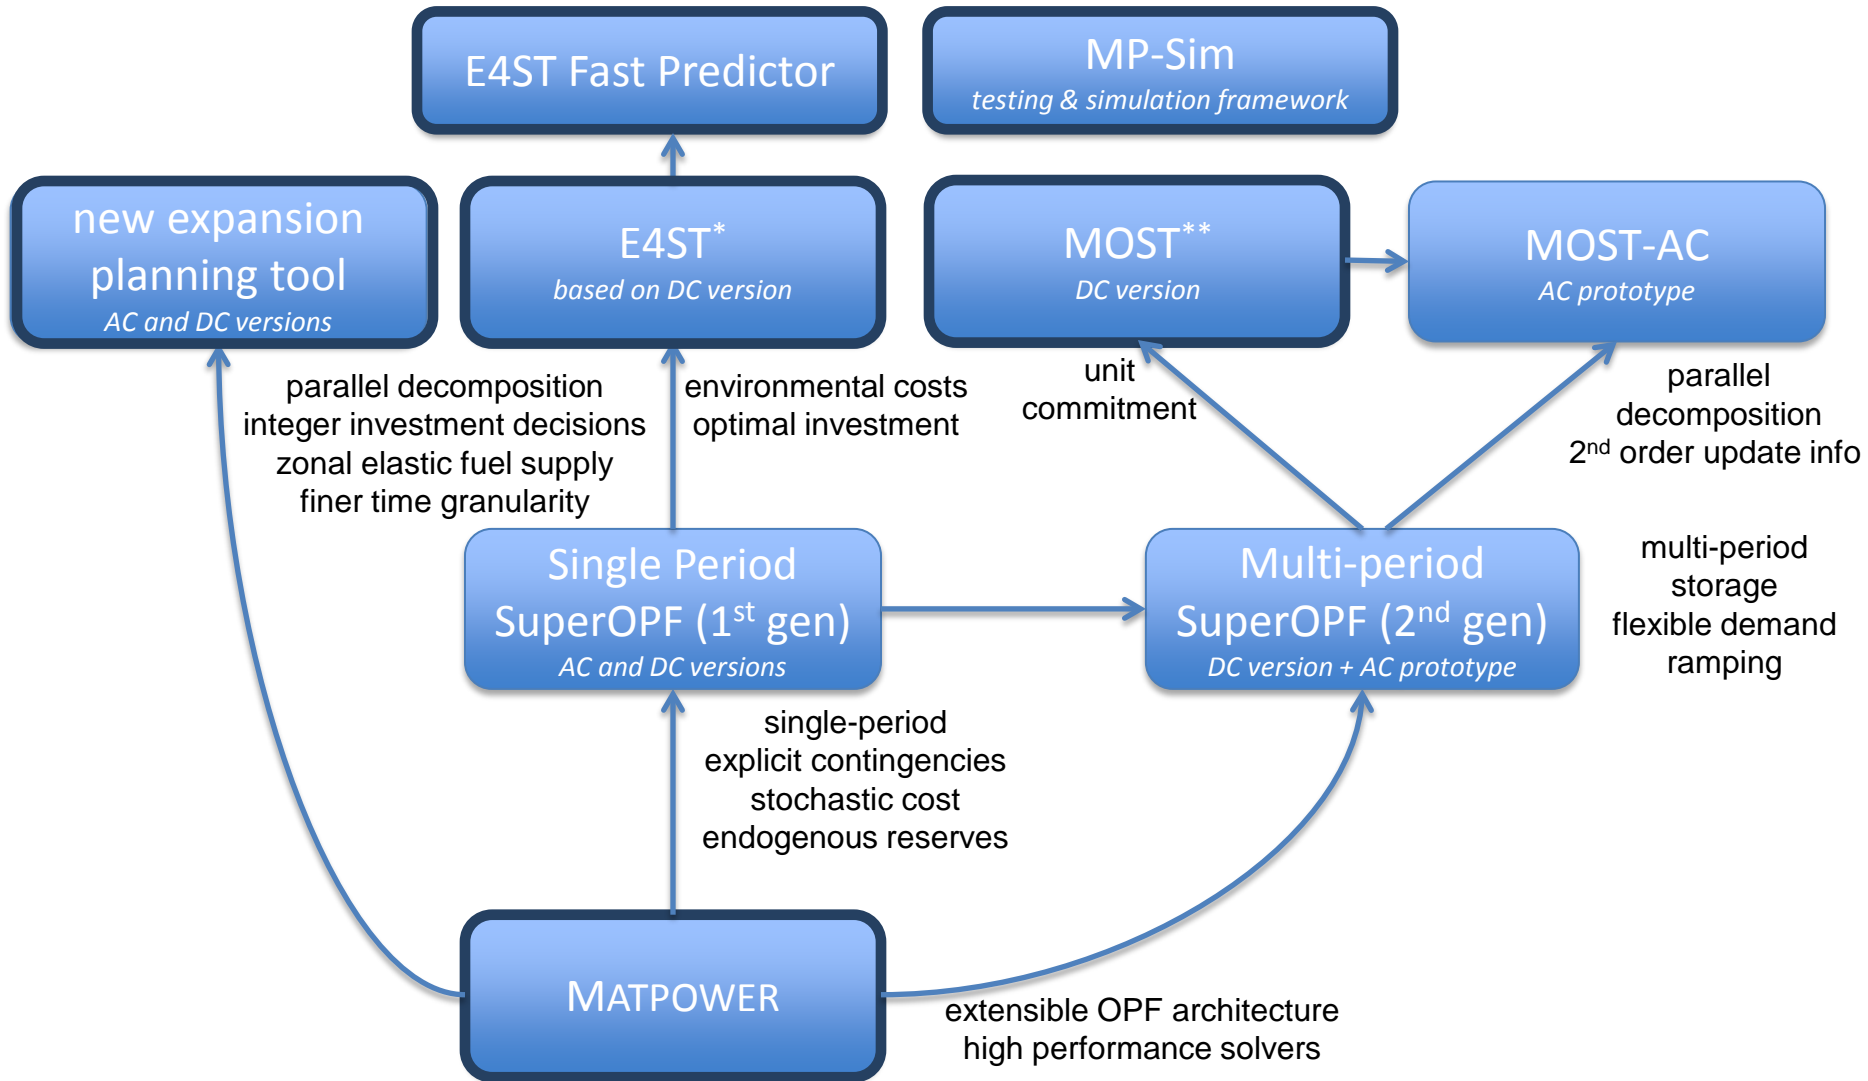 E4ST Fast Predictor
MP-Sim
testing & simulation framework
new expansion
planning tool
AC and DC versions
E4ST*
based on DC version
MOST**
DC version
MOST-AC
AC prototype
parallel decomposition
integer investment decisions
zonal elastic fuel supply
finer time granularity
environmental costs
optimal investment
unit
commitment
parallel
decomposition
2nd order update info
Single Period
SuperOPF (1st gen)
AC and DC versions
Multi-period
SuperOPF (2nd gen)
DC version + AC prototype
multi-period
storage
flexible demand
ramping
single-period
explicit contingencies
stochastic cost
endogenous reserves
MATPOWER
extensible OPF architecture
high performance solvers